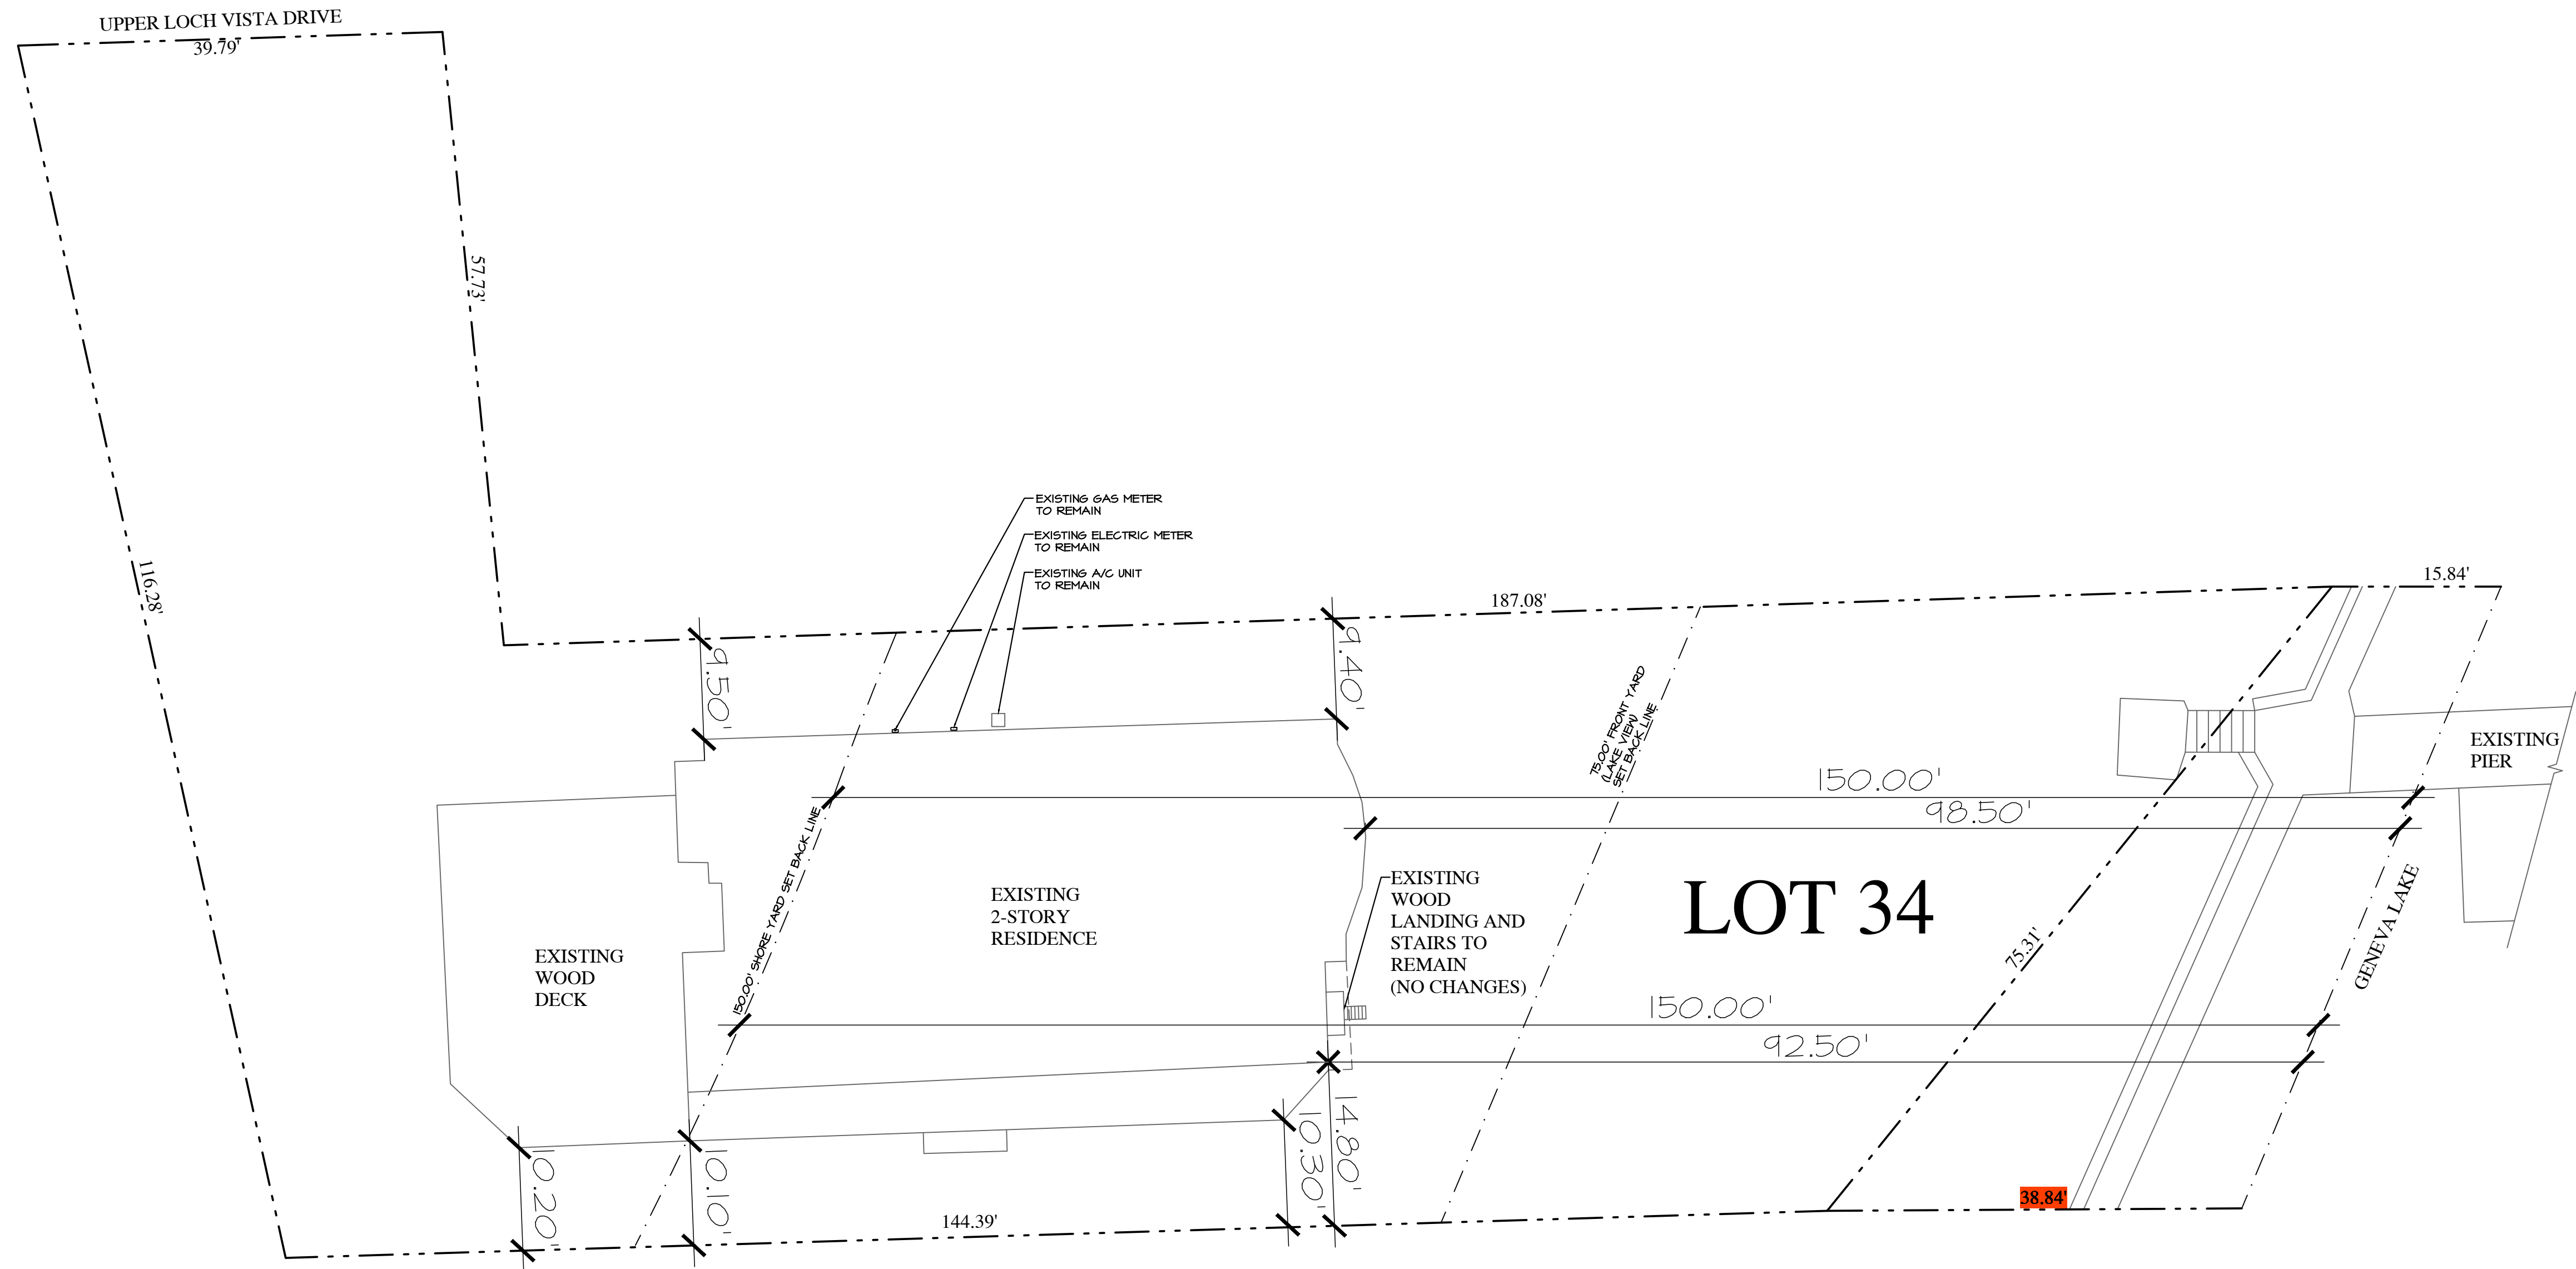 UPPER LOCH VISTA DRIVE
39.79'
57.73'
116.28'
EXISTING GAS METER
TO REMAIN
EXISTING ELECTRIC METER
TO REMAIN
EXISTING A/C UNIT
TO REMAIN
187.08'
15.84'
9.50'
9.40'
75.00' FRONT YARD
(LAKE VIEW)
SET BACK LINE
EXISTING
PIER
150.00'
98.50'
150.00' SHORE YARD SET BACK LINE
EXISTING
2-STORY
RESIDENCE
EXISTING
WOOD
LANDING AND
STAIRS TO
REMAIN
(NO CHANGES)
LOT 34
GENEVA LAKE
75.31'
EXISTING
WOOD
DECK
150.00'
92.50'
10.20'
10.10'
10.30'
14.80'
38.84'
144.39'